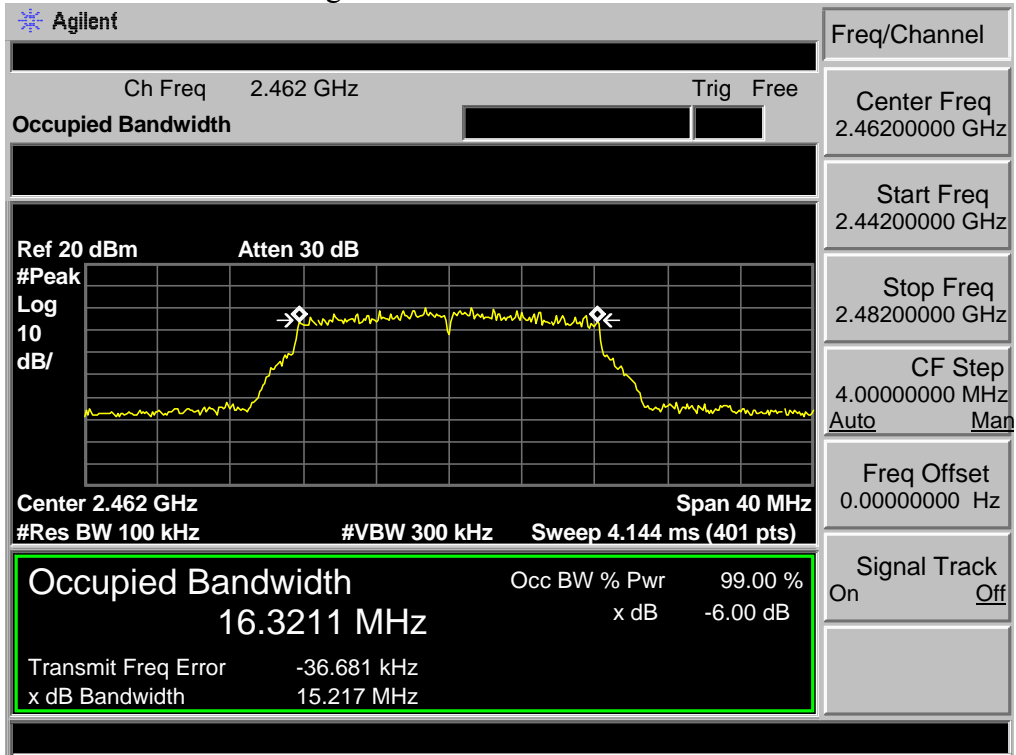 Agilent
Freq/Channel
Ch Freq 2.462 GHz Trig Free
Occupied Bandwidth
Center Freq
2.46200000 GHz
Start Freq
2.44200000 GHz
Ref 20 dBm Atten 30 dB
#Peak
Log
10
dB/
Stop Freq
2.48200000 GHz
CF Step
4.00000000 MHz
Auto Man
Center 2.462 GHz Span 40 MHz
#Res BW 100 kHz #VBW 300 kHz Sweep 4.144 ms (401 pts)
Freq Offset
0.00000000 Hz
Occupied Bandwidth Occ BW % Pwr 99.00 %
16.3211 MHz x dB -6.00 dB
Transmit Freq Error -36.681 kHz
x dB Bandwidth 15.217 MHz
Signal Track
On Off